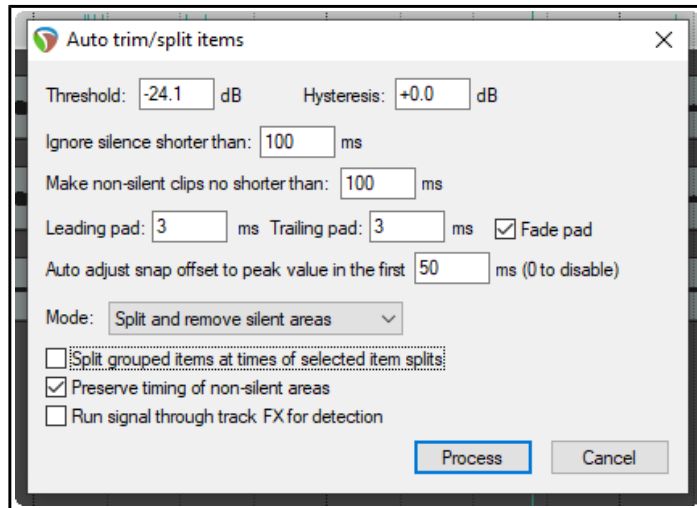 Auto trim/split items
Threshold: -24.1 dB Hysteresis: +0.0 dB
Ignore silence shorter than: 100 ms
Make non-silent clips no shorter than: 100 ms
Leading pad: 3 ms Trailing pad: 3 ms Fade pad
Auto adjust snap offset to peak value in the first 50 ms (0 to disable)
Mode: Split and remove silent areas
Split grouped items at times of selected item splits
Preserve timing of non-silent areas
Run signal through track FX for detection
Process Cancel